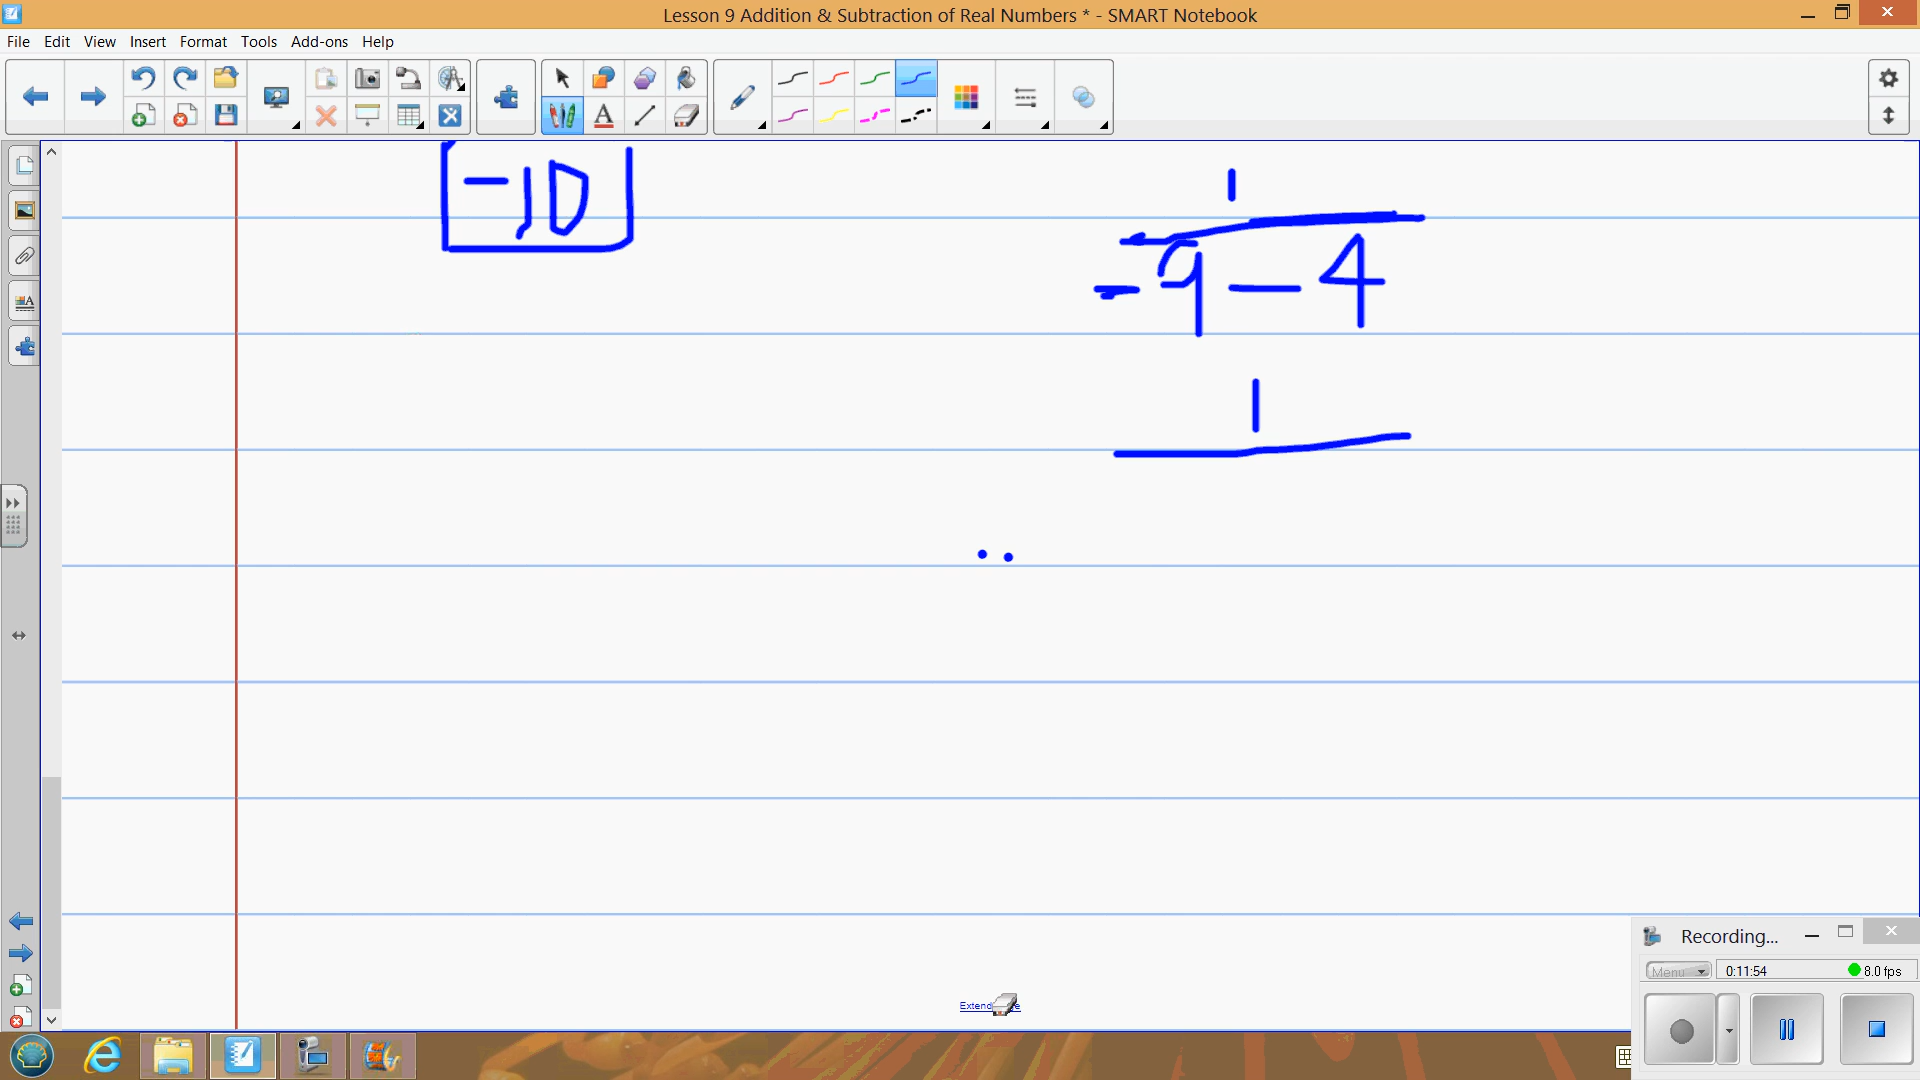 Lesson 9 Addition & Subtraction of Real Numbers * - SMART Notebook
File Edit View Insert Format Tools Add-ons Help
-10
1
-9-4
1
Recording...
Menu 0:11:54 8.0 fps